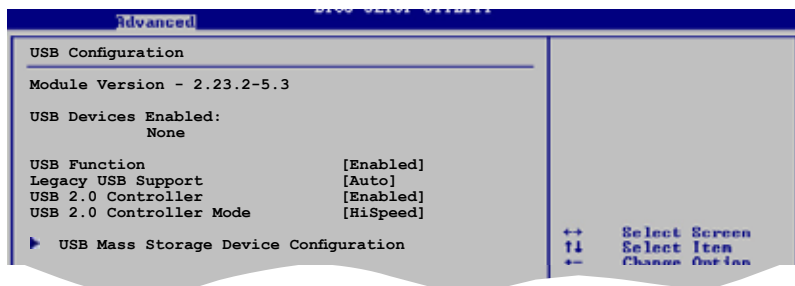 Advanced
USB Configuration
Module Version - 2.23.2-5.3
USB Devices Enabled:
None
USB Function [Enabled]
Legacy USB Support [Auto]
USB 2.0 Controller [Enabled]
USB 2.0 Controller Mode [HiSpeed]
USB Mass Storage Device Configuration
↔ Select Screen
↑↓ Select Item
+- Change Option